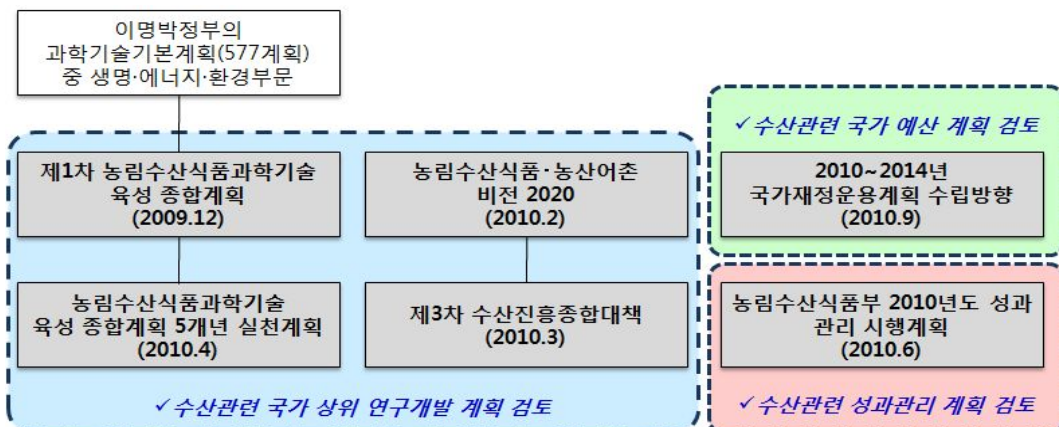 이명박정부의
과학기술기본계획(577계획)
중 생명·에너지·환경부문
제1차 농림수산식품과학기술
육성 종합계획
(2009.12)
농림수산식품·농산어촌
비전 2020
(2010.2)
농림수산식품과학기술
육성 종합계획 5개년 실천계획
(2010.4)
제3차 수산진흥종합대책
(2010.3)
✓수산관련 국가 상위 연구개발 계획 검토
✓수산관련 국가 예산 계획 검토
2010~2014년
국가재정운용계획 수립방향
(2010.9)
농림수산식품부 2010년도 성과
관리 시행계획
(2010.6)
✓수산관련 성과관리 계획 검토